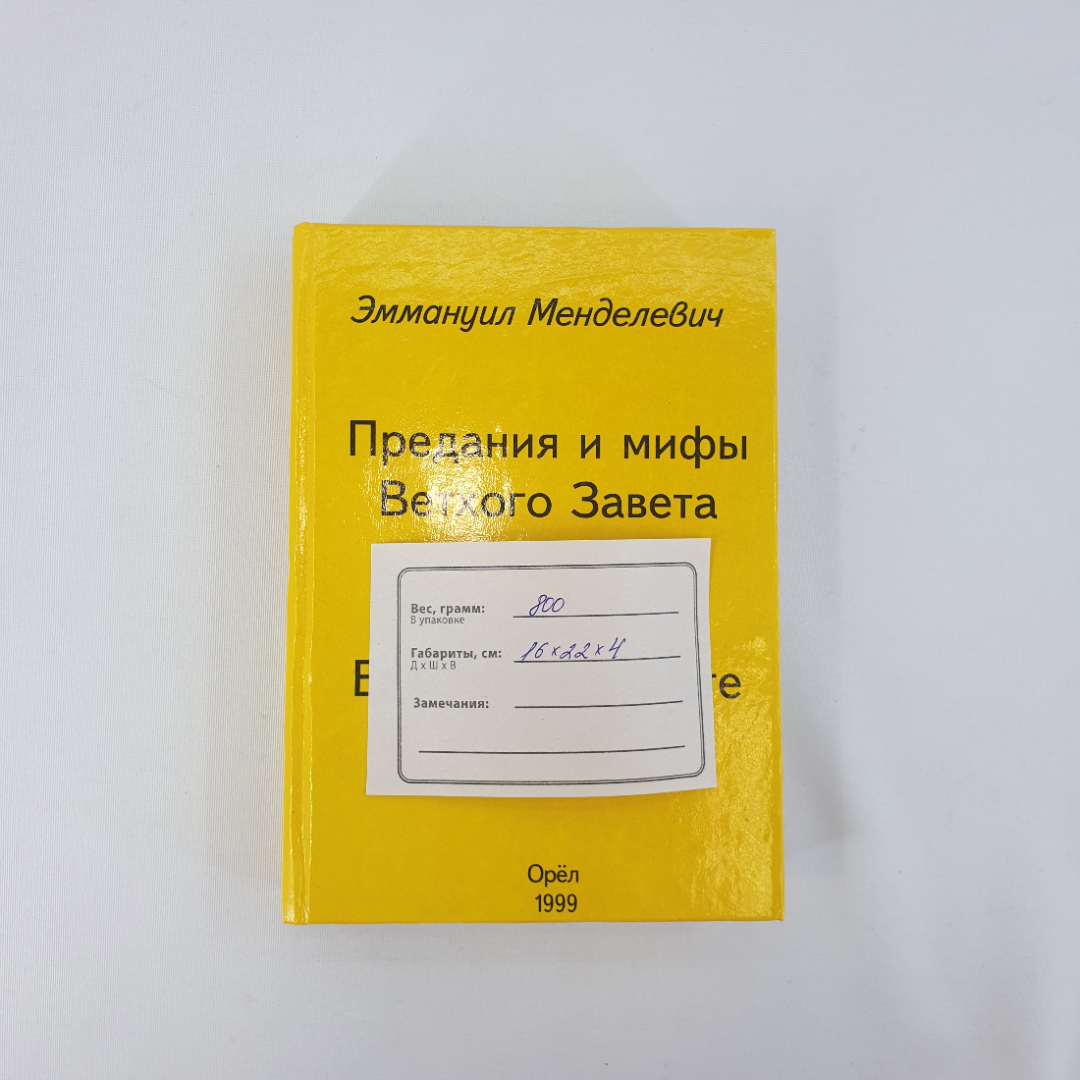 Эммануил Менделевич
Предания и мифы
Ветхого Завета
Вес, грамм: 800
В упаковке
Габариты, см: 16 x 22 x 4
Д x Ш x В
Замечания:
Орёл
1999